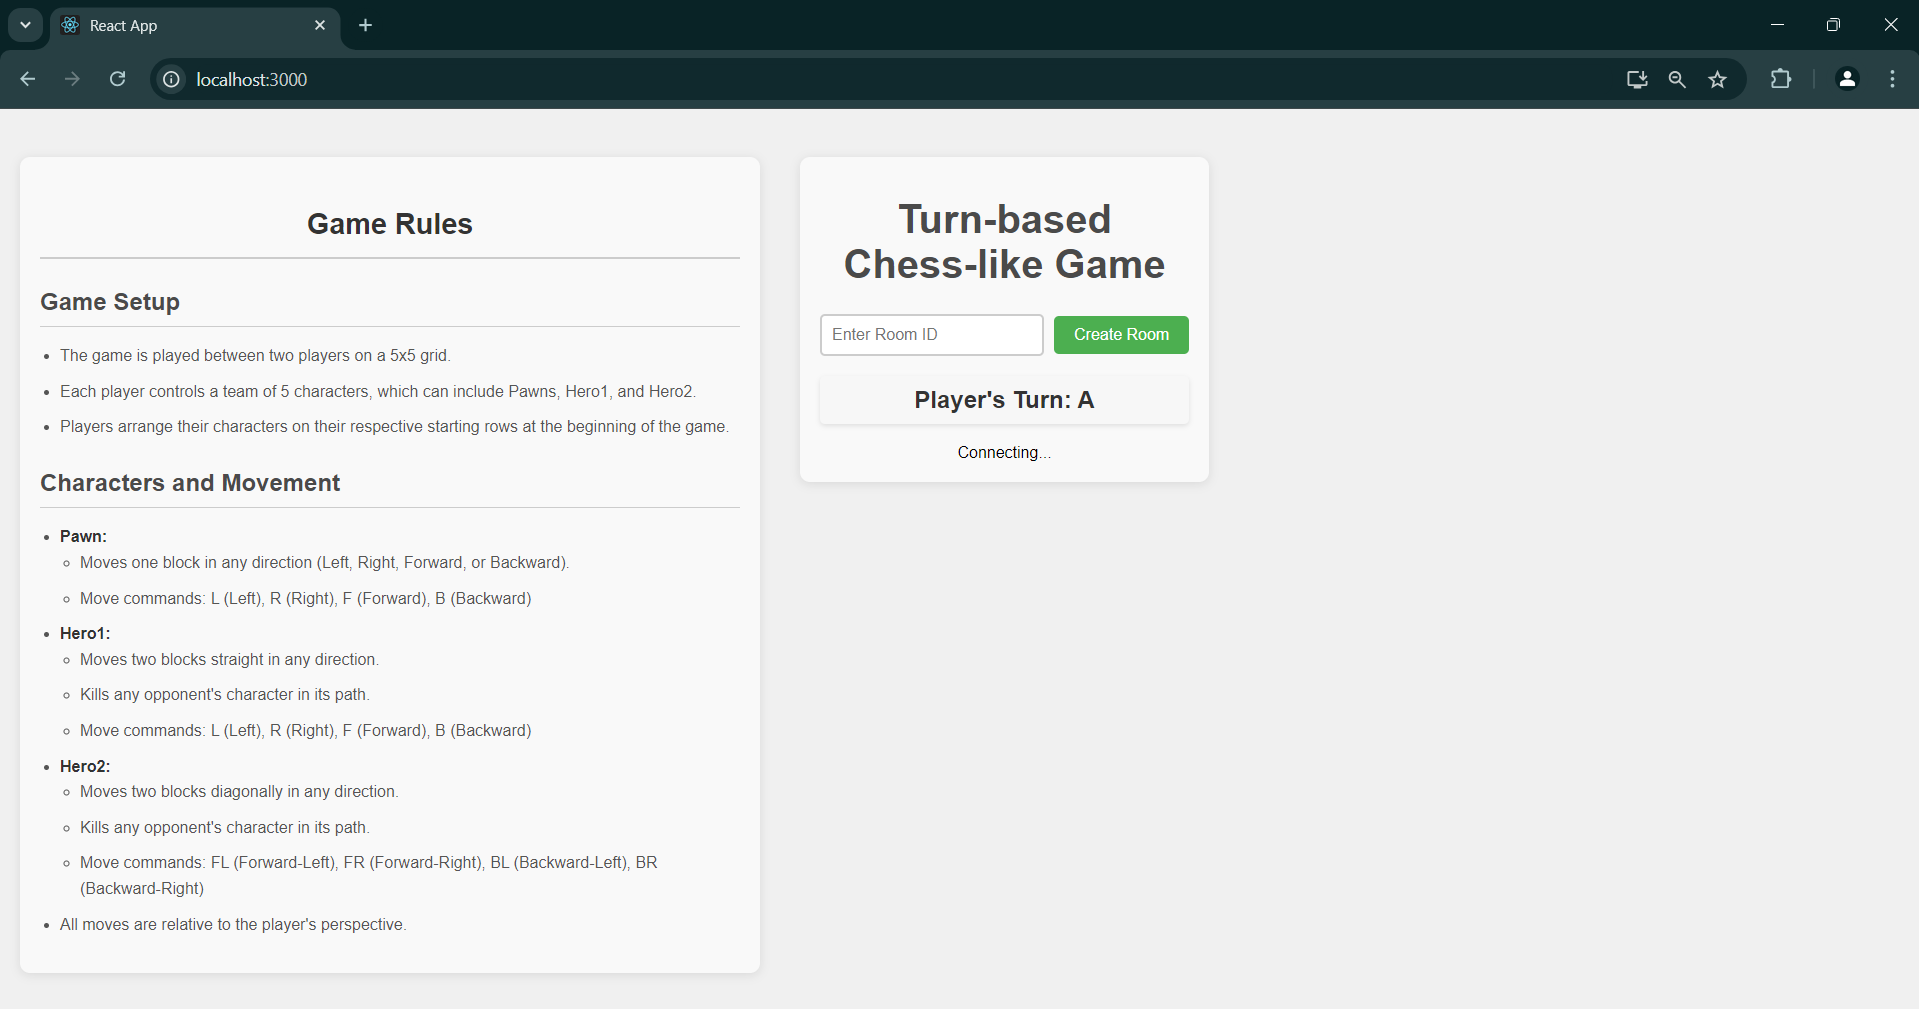 React App
localhost:3000
Game Rules
Game Setup
The game is played between two players on a 5x5 grid.
Each player controls a team of 5 characters, which can include Pawns, Hero1, and Hero2.
Players arrange their characters on their respective starting rows at the beginning of the game.
Characters and Movement
Pawn:
Moves one block in any direction (Left, Right, Forward, or Backward).
Move commands: L (Left), R (Right), F (Forward), B (Backward)
Hero1:
Moves two blocks straight in any direction.
Kills any opponent's character in its path.
Move commands: L (Left), R (Right), F (Forward), B (Backward)
Hero2:
Moves two blocks diagonally in any direction.
Kills any opponent's character in its path.
Move commands: FL (Forward-Left), FR (Forward-Right), BL (Backward-Left), BR
(Backward-Right)
All moves are relative to the player's perspective.
Turn-based
Chess-like Game
Enter Room ID
Create Room
Player's Turn: A
Connecting...